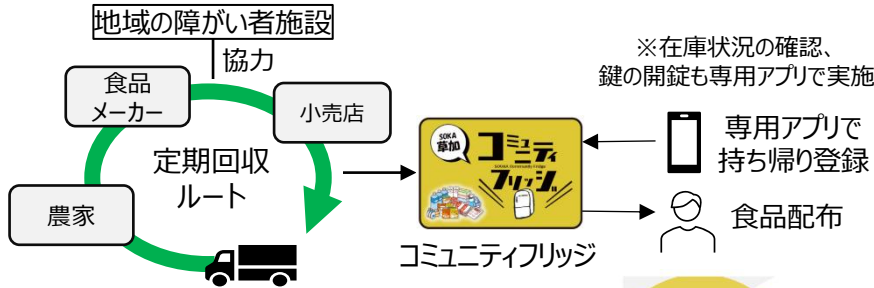 地域の障がい者施設
協力
食品
メーカー
小売店
農家
定期回収
ルート
SOKA
草加
コミュニティ
フリッジ
コミュニティフリッジ
※在庫状況の確認、
鍵の開錠も専用アプリで実施
専用アプリで
持ち帰り登録
食品配布